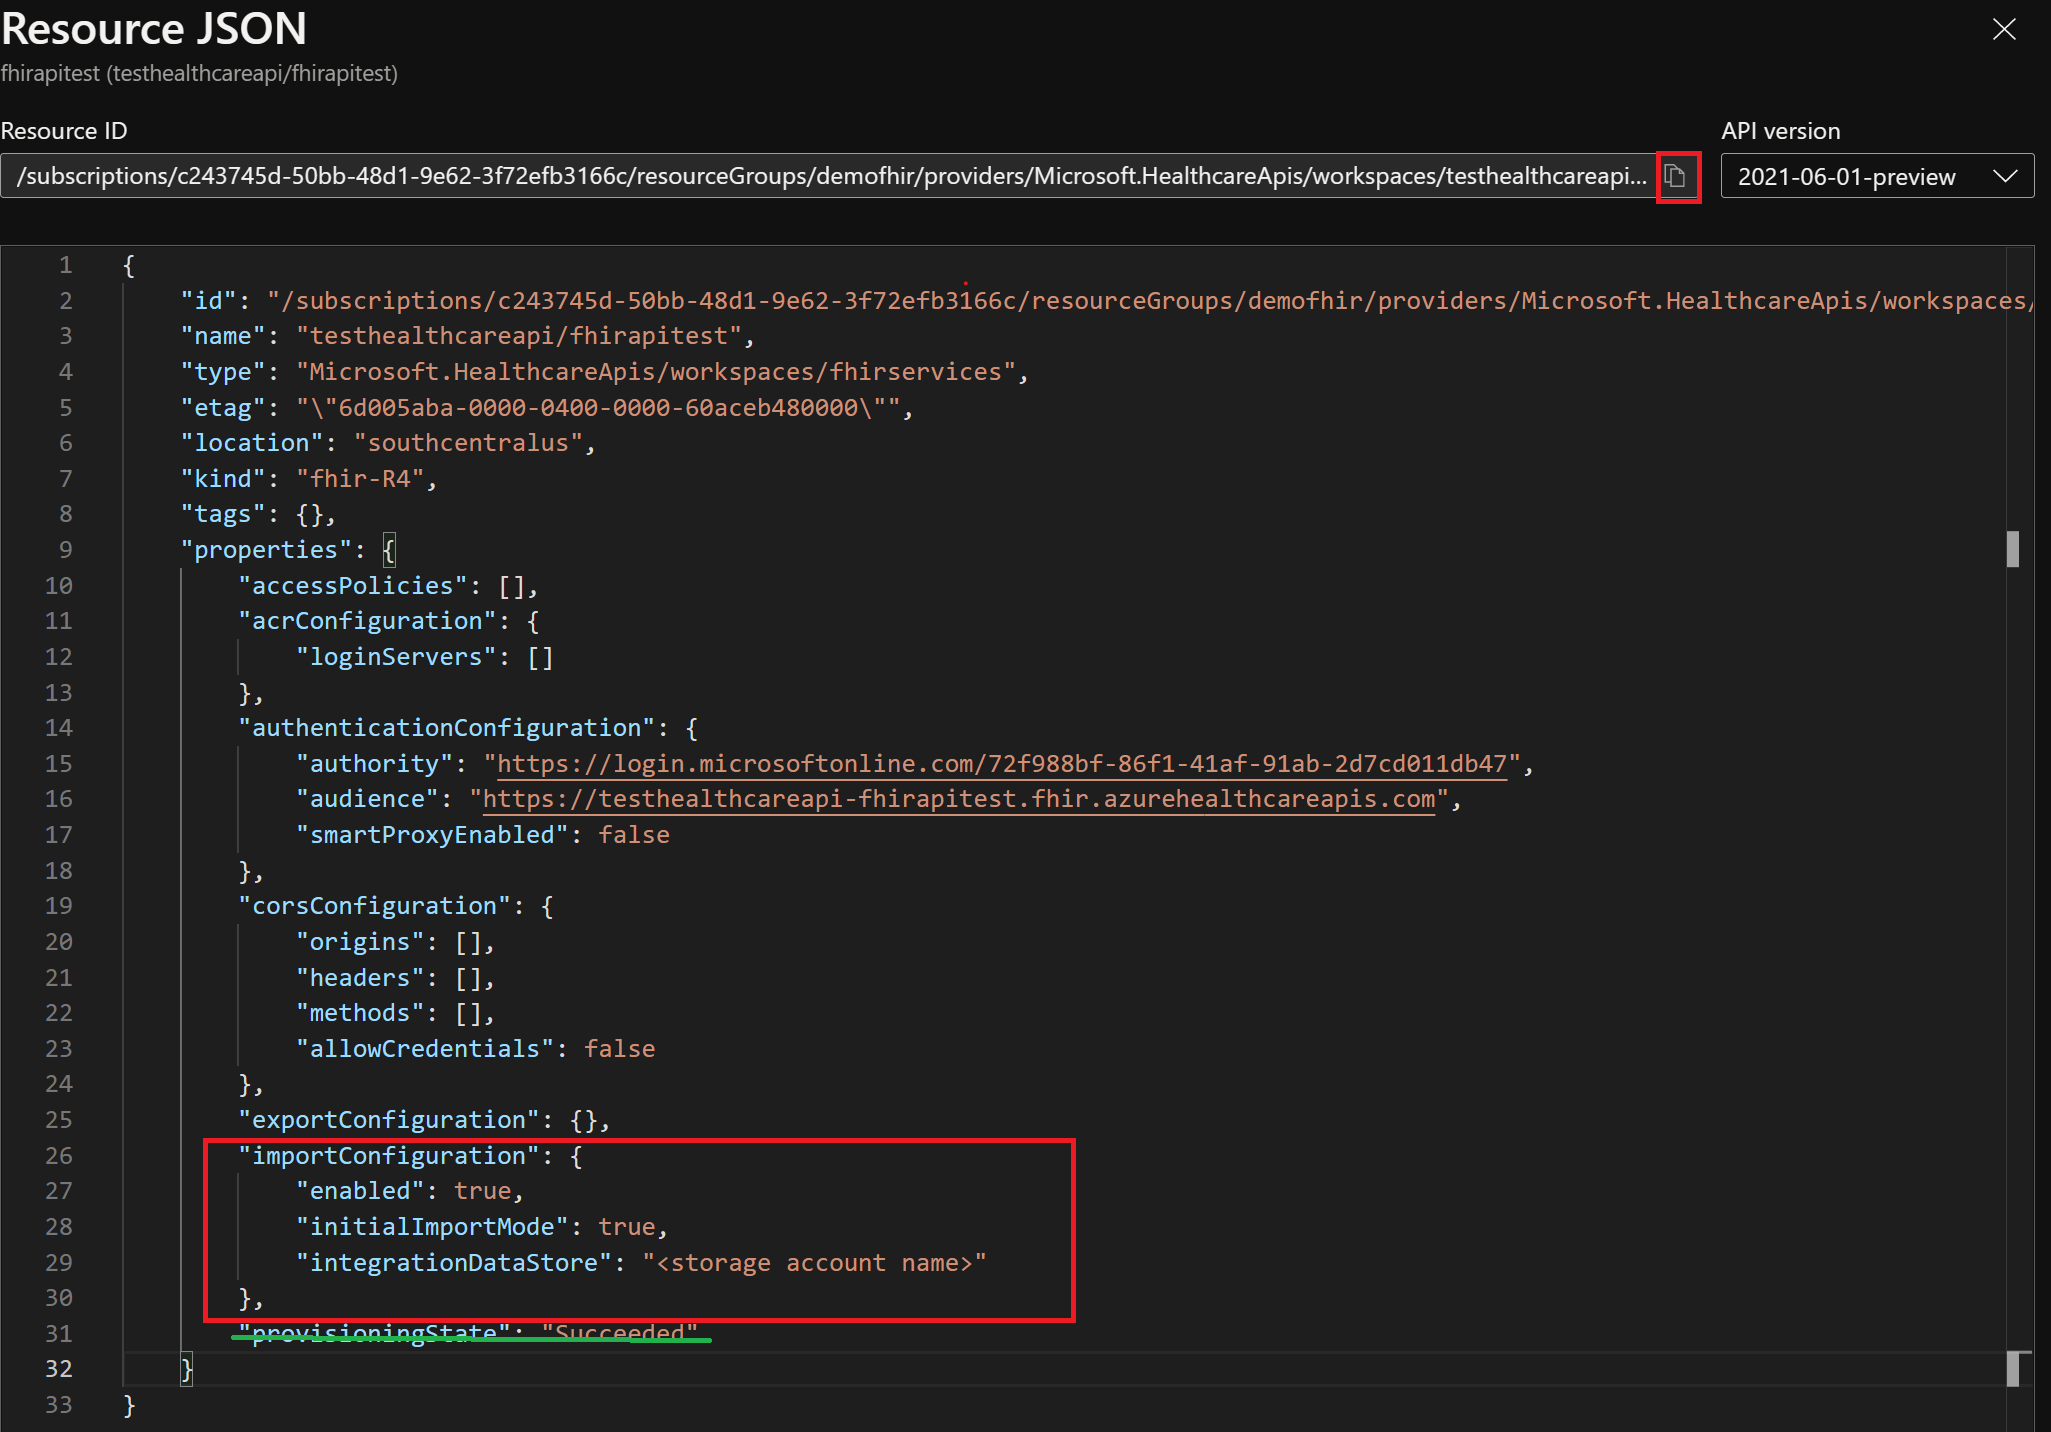 Resource JSON
fhirapitest (testhealthcareapi/fhirapitest)
Resource ID
API version
/subscriptions/c243745d-50bb-48d1-9e62-3f72efb3166c/resourceGroups/demofhir/providers/Microsoft.HealthcareApis/workspaces/testhealthcareapi...
2021-06-01-preview
1 {
2 "id": "/subscriptions/c243745d-50bb-48d1-9e62-3f72efb3166c/resourceGroups/demofhir/providers/Microsoft.HealthcareApis/workspaces/
3 "name": "testhealthcareapi/fhirapitest",
4 "type": "Microsoft.HealthcareApis/workspaces/fhirservices",
5 "etag": "\"6d005aba-0000-0400-0000-60aceb480000\"",
6 "location": "southcentralus",
7 "kind": "fhir-R4",
8 "tags": {},
9 "properties": {
10 "accessPolicies": [],
11 "acrConfiguration": {
12 "loginServers": []
13 },
14 "authenticationConfiguration": {
15 "authority": "https://login.microsoftonline.com/72f988bf-86f1-41af-91ab-2d7cd011db47",
16 "audience": "https://testhealthcareapi-fhirapitest.fhir.azurehealthcareapis.com",
17 "smartProxyEnabled": false
18 },
19 "corsConfiguration": {
20 "origins": [],
21 "headers": [],
22 "methods": [],
23 "allowCredentials": false
24 },
25 "exportConfiguration": {},
26 "importConfiguration": {
27 "enabled": true,
28 "initialImportMode": true,
29 "integrationDataStore": "<storage account name>"
30 },
31 "provisioningState": "Succeeded"
32 }
33 }